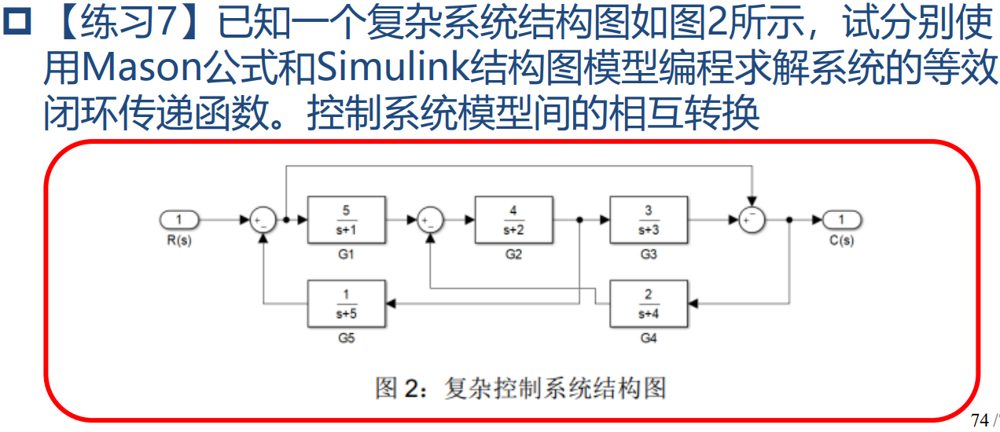 【练习7】已知一个复杂系统结构图如图2所示，试分别使
用Mason公式和Simulink结构图模型编程求解系统的等效
闭环传递函数。控制系统模型间的相互转换
1
R(s)
+
−
5
s+1
G1
+
−
4
s+2
G2
3
s+3
G3
−
+
1
C(s)
1
s+5
G5
2
s+4
G4
图 2：复杂控制系统结构图
74 /